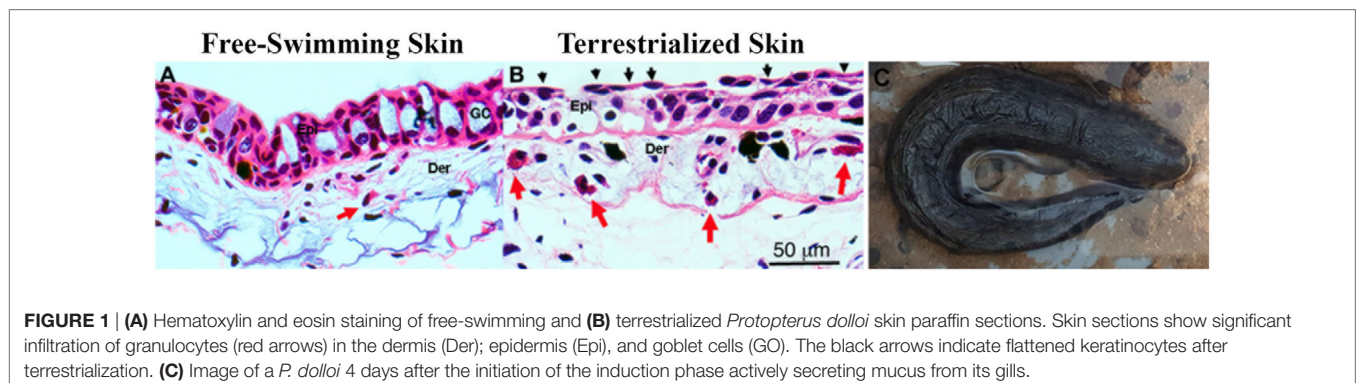 Free-Swimming Skin Terrestrialized Skin
A B C
Epi GC Epi
Der Der
50 μm
FIGURE 1 | (A) Hematoxylin and eosin staining of free-swimming and (B) terrestrialized Protopterus dolloi skin paraffin sections. Skin sections show significant
infiltration of granulocytes (red arrows) in the dermis (Der); epidermis (Epi), and goblet cells (GO). The black arrows indicate flattened keratinocytes after
terrestrialization. (C) Image of a P. dolloi 4 days after the initiation of the induction phase actively secreting mucus from its gills.